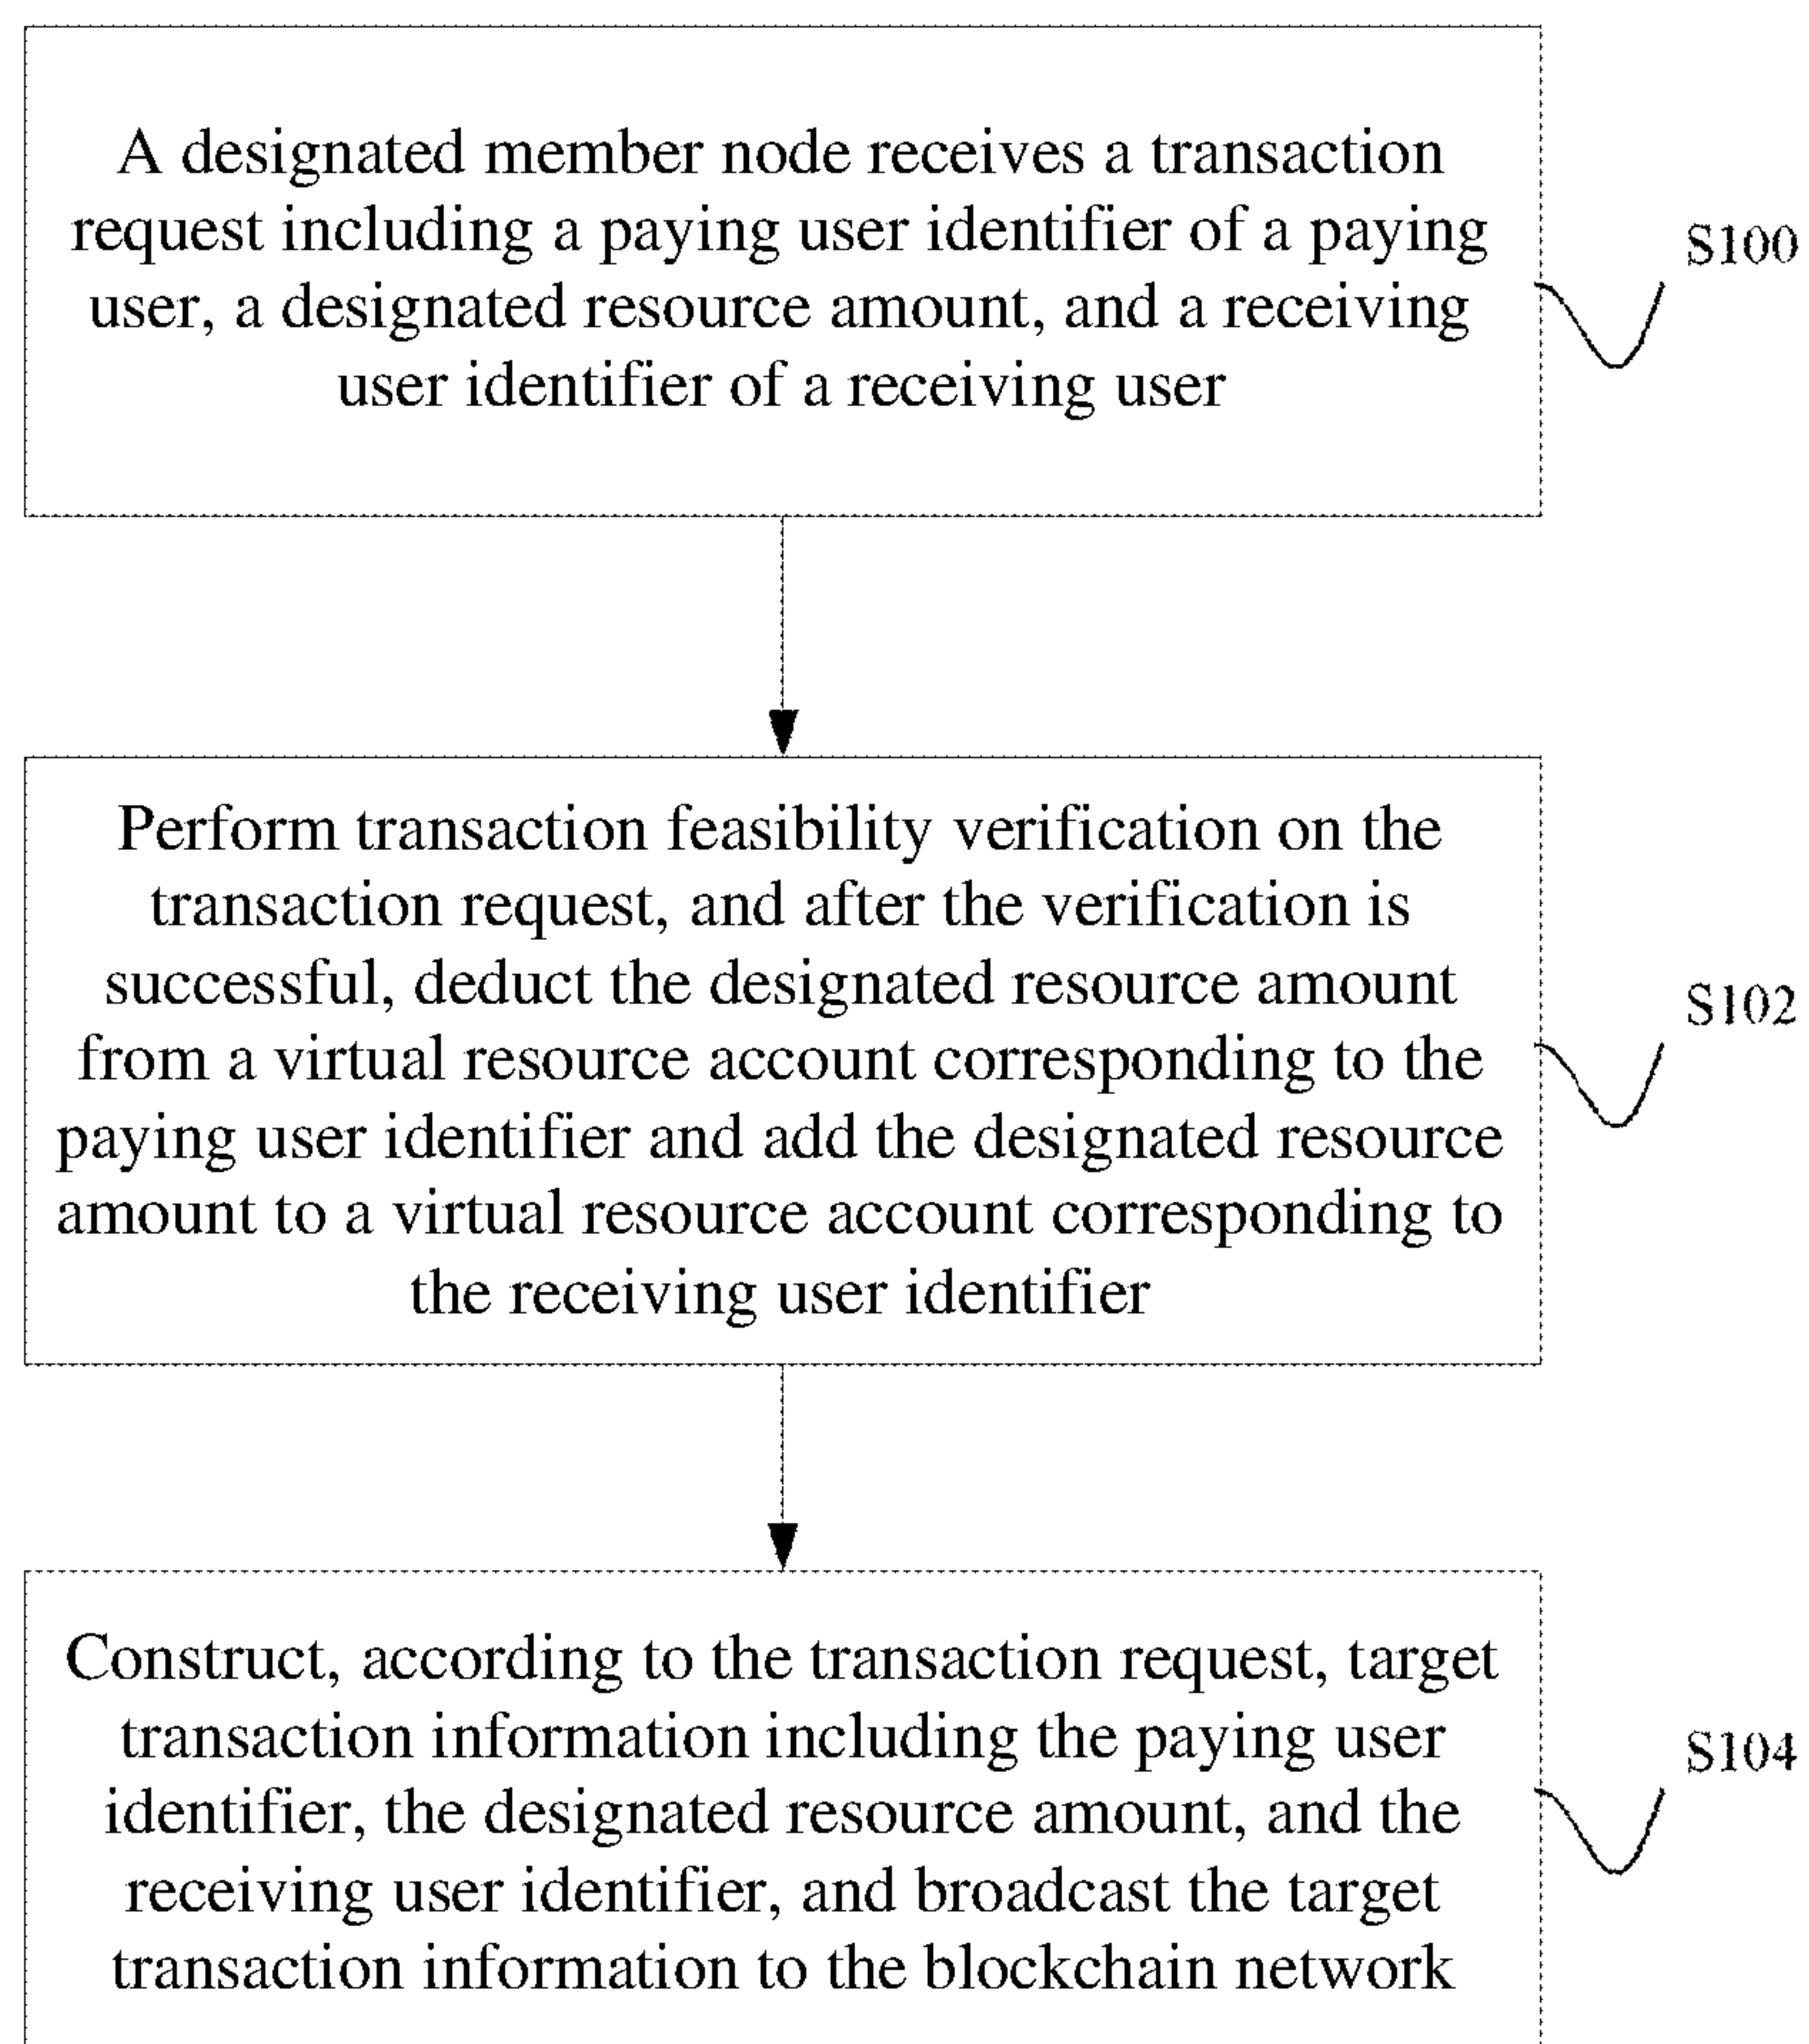 A designated member node receives a transaction
request including a paying user identifier of a paying
user, a designated resource amount, and a receiving
user identifier of a receiving user
S100
Perform transaction feasibility verification on the
transaction request, and after the verification is
successful, deduct the designated resource amount
from a virtual resource account corresponding to the
paying user identifier and add the designated resource
amount to a virtual resource account corresponding to
the receiving user identifier
S102
Construct, according to the transaction request, target
transaction information including the paying user
identifier, the designated resource amount, and the
receiving user identifier, and broadcast the target
transaction information to the blockchain network
S104